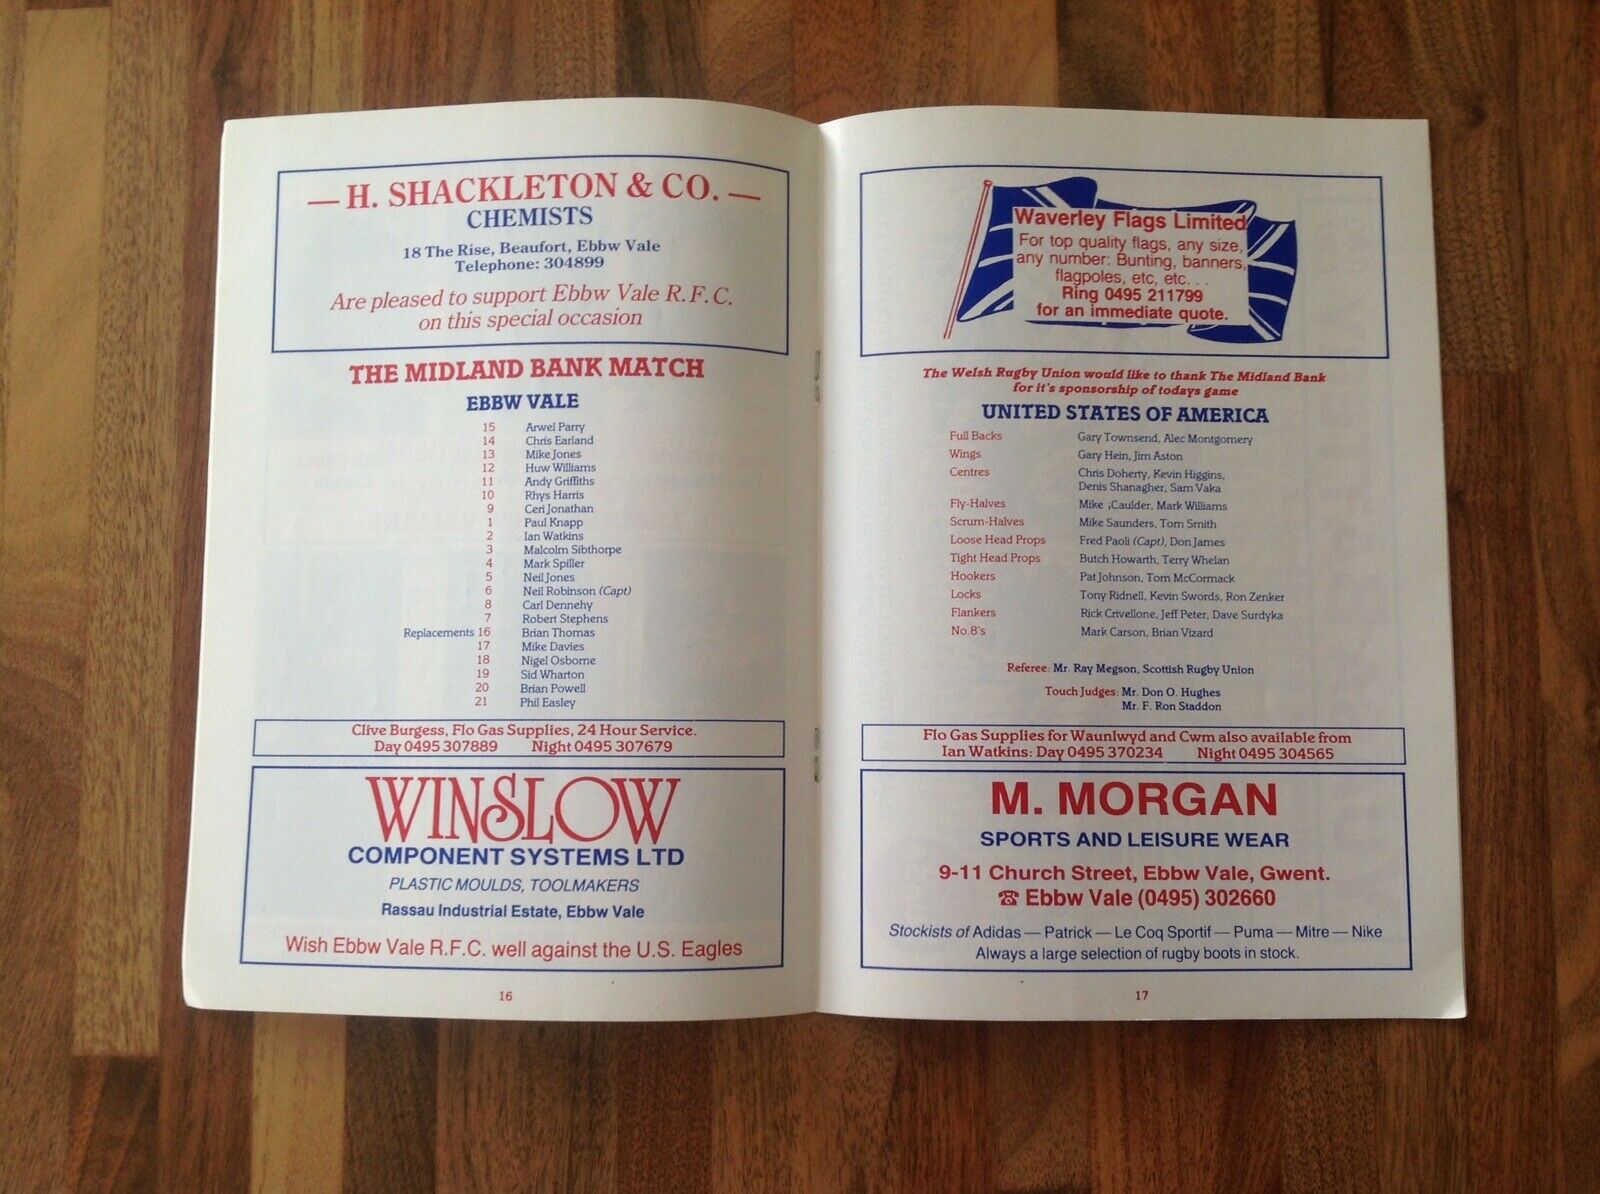 — H. SHACKLETON & CO. —
CHEMISTS
18 The Rise, Beaufort, Ebbw Vale
Telephone: 304899
Are pleased to support Ebbw Vale R.F.C.
on this special occasion
THE MIDLAND BANK MATCH
EBBW VALE
15 Arwel Parry
14 Chris Earland
13 Mike Jones
12 Huw Williams
11 Andy Griffiths
10 Rhys Harris
9 Ceri Jonathan
1 Paul Knapp
2 Ian Watkins
3 Malcolm Sibthorpe
4 Mark Spiller
5 Neil Jones
6 Neil Robinson (Capt)
8 Carl Dennehy
7 Robert Stephens
Replacements 16 Brian Thomas
17 Mike Davies
18 Nigel Osborne
19 Sid Wharton
20 Brian Powell
21 Phil Easley
Clive Burgess, Flo Gas Supplies, 24 Hour Service.
Day 0495 307889 Night 0495 307679
WINSLOW
COMPONENT SYSTEMS LTD
PLASTIC MOULDS, TOOLMAKERS
Rassau Industrial Estate, Ebbw Vale
Wish Ebbw Vale R.F.C. well against the U.S. Eagles
16
Waverley Flags Limited
For top quality flags, any size,
any number: Bunting, banners,
flagpoles, etc, etc. . .
Ring 0495 211799
for an immediate quote.
The Welsh Rugby Union would like to thank The Midland Bank
for it's sponsorship of todays game
UNITED STATES OF AMERICA
Full Backs Gary Townsend, Alec Montgomery
Wings Gary Hein, Jim Aston
Centres Chris Doherty, Kevin Higgins,
Denis Shanagher, Sam Vaka
Fly-Halves Mike Caulder, Mark Williams
Scrum-Halves Mike Saunders, Tom Smith
Loose Head Props Fred Paoli (Capt), Don James
Tight Head Props Butch Howarth, Terry Whelan
Hookers Pat Johnson, Tom McCormack
Locks Tony Ridnell, Kevin Swords, Ron Zenker
Flankers Rick Crivellone, Jeff Peter, Dave Surdyka
No.8's Mark Carson, Brian Vizard
Referee: Mr. Ray Megson, Scottish Rugby Union
Touch Judges: Mr. Don O. Hughes
Mr. F. Ron Staddon
Flo Gas Supplies for Waunlwyd and Cwm also available from
Ian Watkins: Day 0495 370234 Night 0495 304565
M. MORGAN
SPORTS AND LEISURE WEAR
9-11 Church Street, Ebbw Vale, Gwent.
☎ Ebbw Vale (0495) 302660
Stockists of Adidas — Patrick — Le Coq Sportif — Puma — Mitre — Nike
Always a large selection of rugby boots in stock.
17